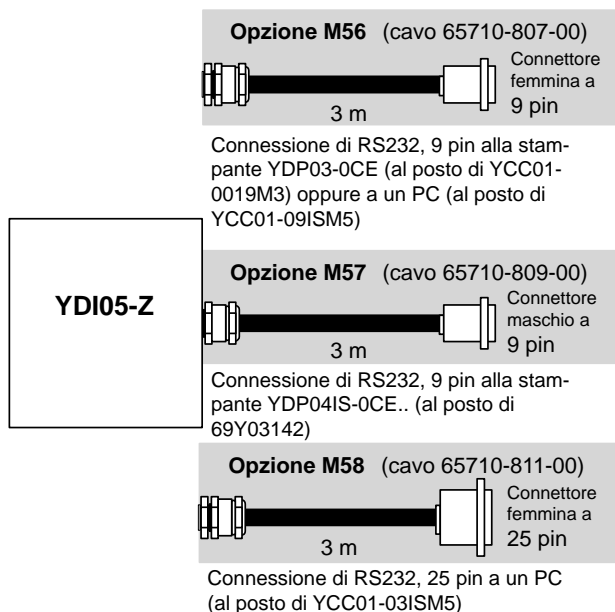 Opzione M56 (cavo 65710-807-00)
Connettore
femmina a
9 pin
3 m
Connessione di RS232, 9 pin alla stam-
pante YDP03-0CE (al posto di YCC01-
0019M3) oppure a un PC (al posto di
YCC01-09ISM5)
YDI05-Z
Opzione M57 (cavo 65710-809-00)
Connettore
maschio a
9 pin
3 m
Connessione di RS232, 9 pin alla stam-
pante YDP04IS-0CE.. (al posto di
69Y03142)
Opzione M58 (cavo 65710-811-00)
Connettore
femmina a
25 pin
3 m
Connessione di RS232, 25 pin a un PC
(al posto di YCC01-03ISM5)